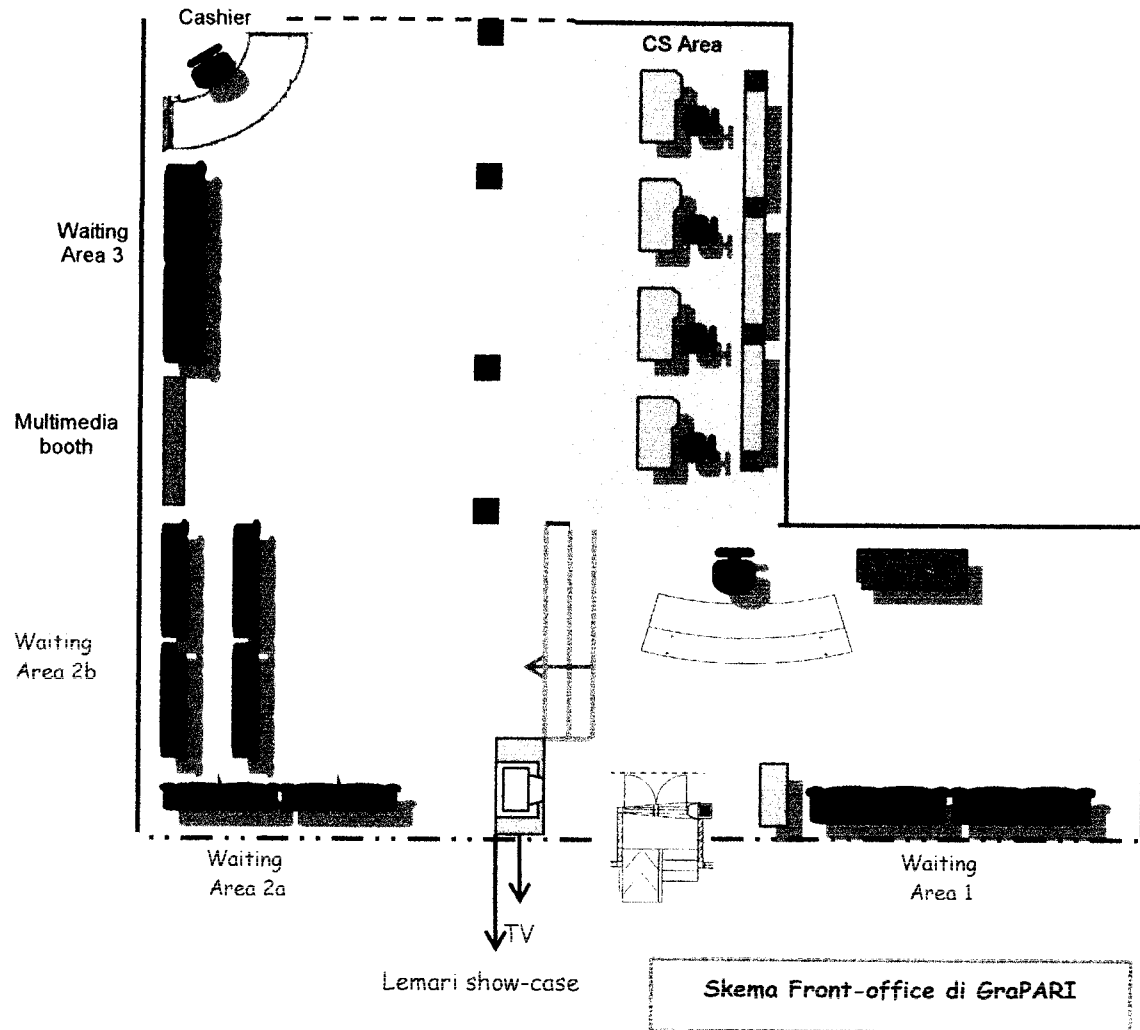 Cashier
CS Area
Waiting
Area 3
Multimedia
booth
Waiting
Area 2b
Waiting
Area 2a
Waiting
Area 1
TV
Lemari show-case
Skema Front-office di GraPARI